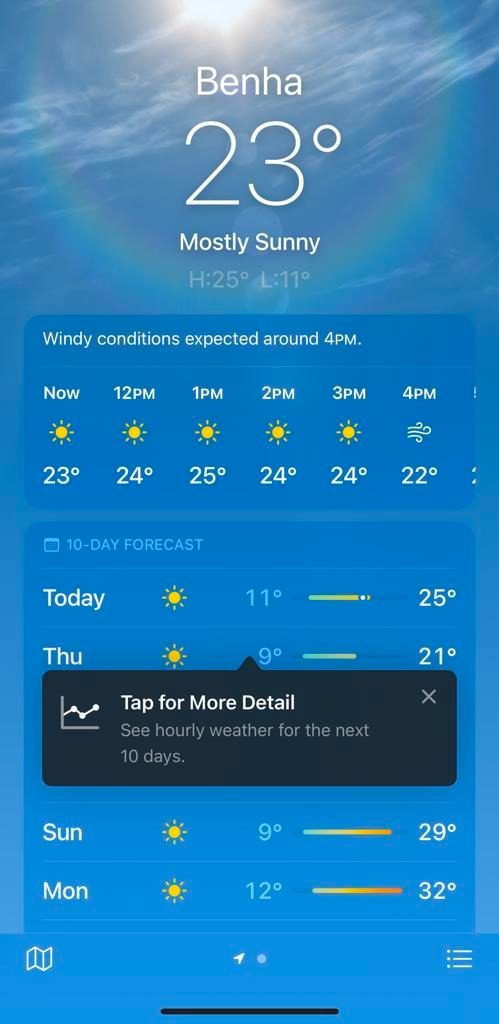 Benha
23°
Mostly Sunny
H:25° L:11°
Windy conditions expected around 4PM.
Now 12PM 1PM 2PM 3PM 4PM
23° 24° 25° 24° 24° 22°
10-DAY FORECAST
Today 11° 25°
Thu 9° 21°
Tap for More Detail
See hourly weather for the next
10 days.
Sun 9° 29°
Mon 12° 32°